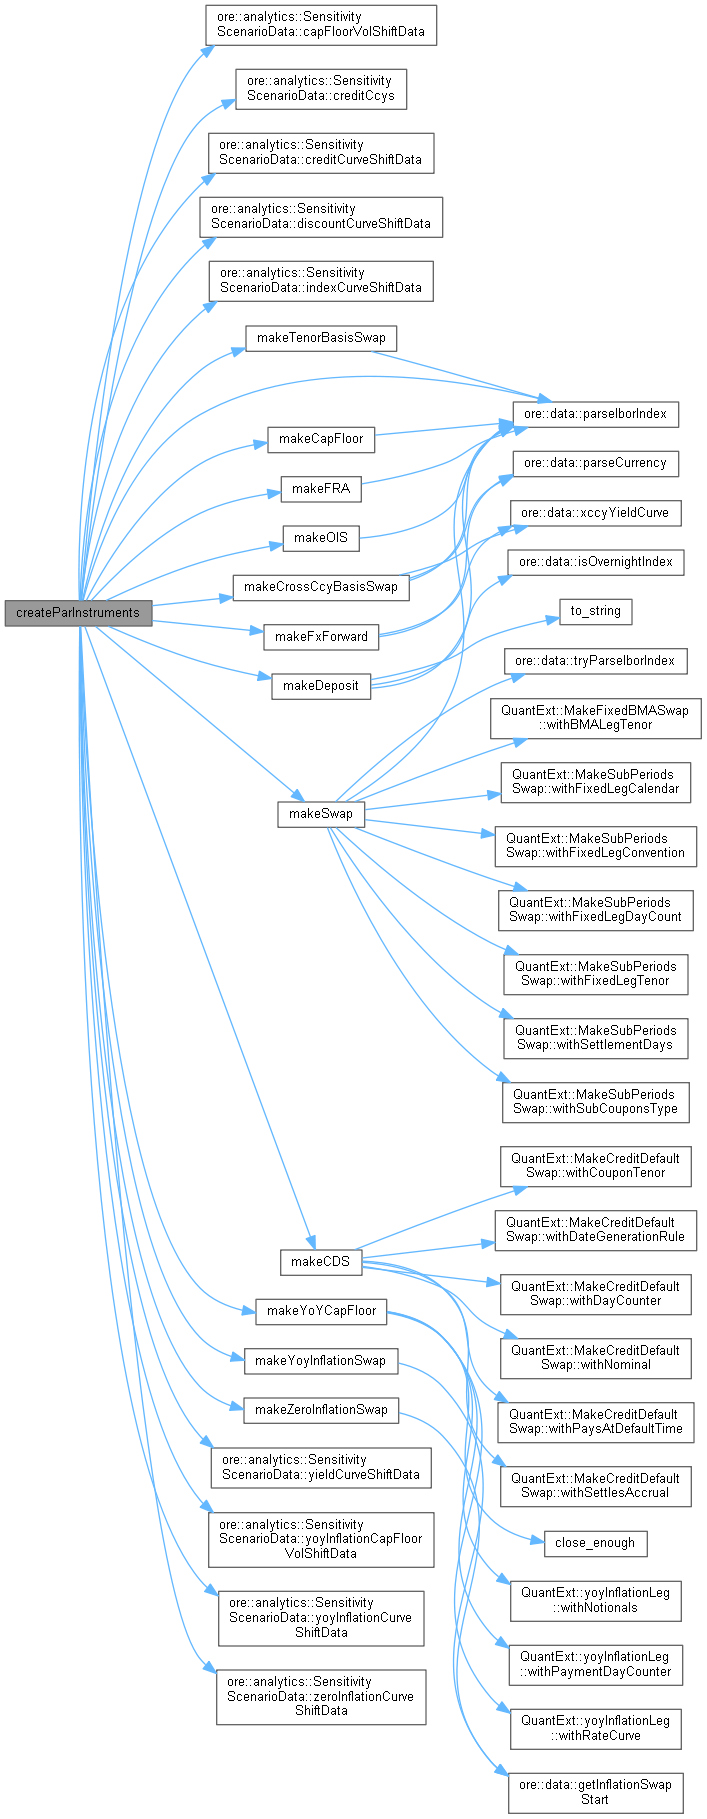 ore::analytics::Sensitivity
ScenarioData::capFloorVolShiftData
ore::analytics::Sensitivity
ScenarioData::creditCcys
ore::analytics::Sensitivity
ScenarioData::creditCurveShiftData
ore::analytics::Sensitivity
ScenarioData::discountCurveShiftData
ore::analytics::Sensitivity
ScenarioData::indexCurveShiftData
makeTenorBasisSwap
ore::data::parseIborIndex
makeCapFloor
ore::data::parseCurrency
makeFRA
ore::data::xccyYieldCurve
makeOIS
ore::data::isOvernightIndex
makeCrossCcyBasisSwap
createParInstruments
to_string
makeFxForward
ore::data::tryParseIborIndex
makeDeposit
QuantExt::MakeFixedBMASwap
::withBMALegTenor
QuantExt::MakeSubPeriods
Swap::withFixedLegCalendar
makeSwap
QuantExt::MakeSubPeriods
Swap::withFixedLegConvention
QuantExt::MakeSubPeriods
Swap::withFixedLegDayCount
QuantExt::MakeSubPeriods
Swap::withFixedLegTenor
QuantExt::MakeSubPeriods
Swap::withSettlementDays
QuantExt::MakeSubPeriods
Swap::withSubCouponsType
QuantExt::MakeCreditDefault
Swap::withCouponTenor
QuantExt::MakeCreditDefault
Swap::withDateGenerationRule
makeCDS
QuantExt::MakeCreditDefault
Swap::withDayCounter
makeYoYCapFloor
QuantExt::MakeCreditDefault
Swap::withNominal
makeYoyInflationSwap
makeZeroInflationSwap
QuantExt::MakeCreditDefault
Swap::withPaysAtDefaultTime
ore::analytics::Sensitivity
ScenarioData::yieldCurveShiftData
QuantExt::MakeCreditDefault
Swap::withSettlesAccrual
ore::analytics::Sensitivity
ScenarioData::yoyInflationCapFloor
VolShiftData
close_enough
QuantExt::yoyInflationLeg
::withNotionals
ore::analytics::Sensitivity
ScenarioData::yoyInflationCurve
ShiftData
QuantExt::yoyInflationLeg
::withPaymentDayCounter
ore::analytics::Sensitivity
ScenarioData::zeroInflationCurve
ShiftData
QuantExt::yoyInflationLeg
::withRateCurve
ore::data::getInflationSwap
Start